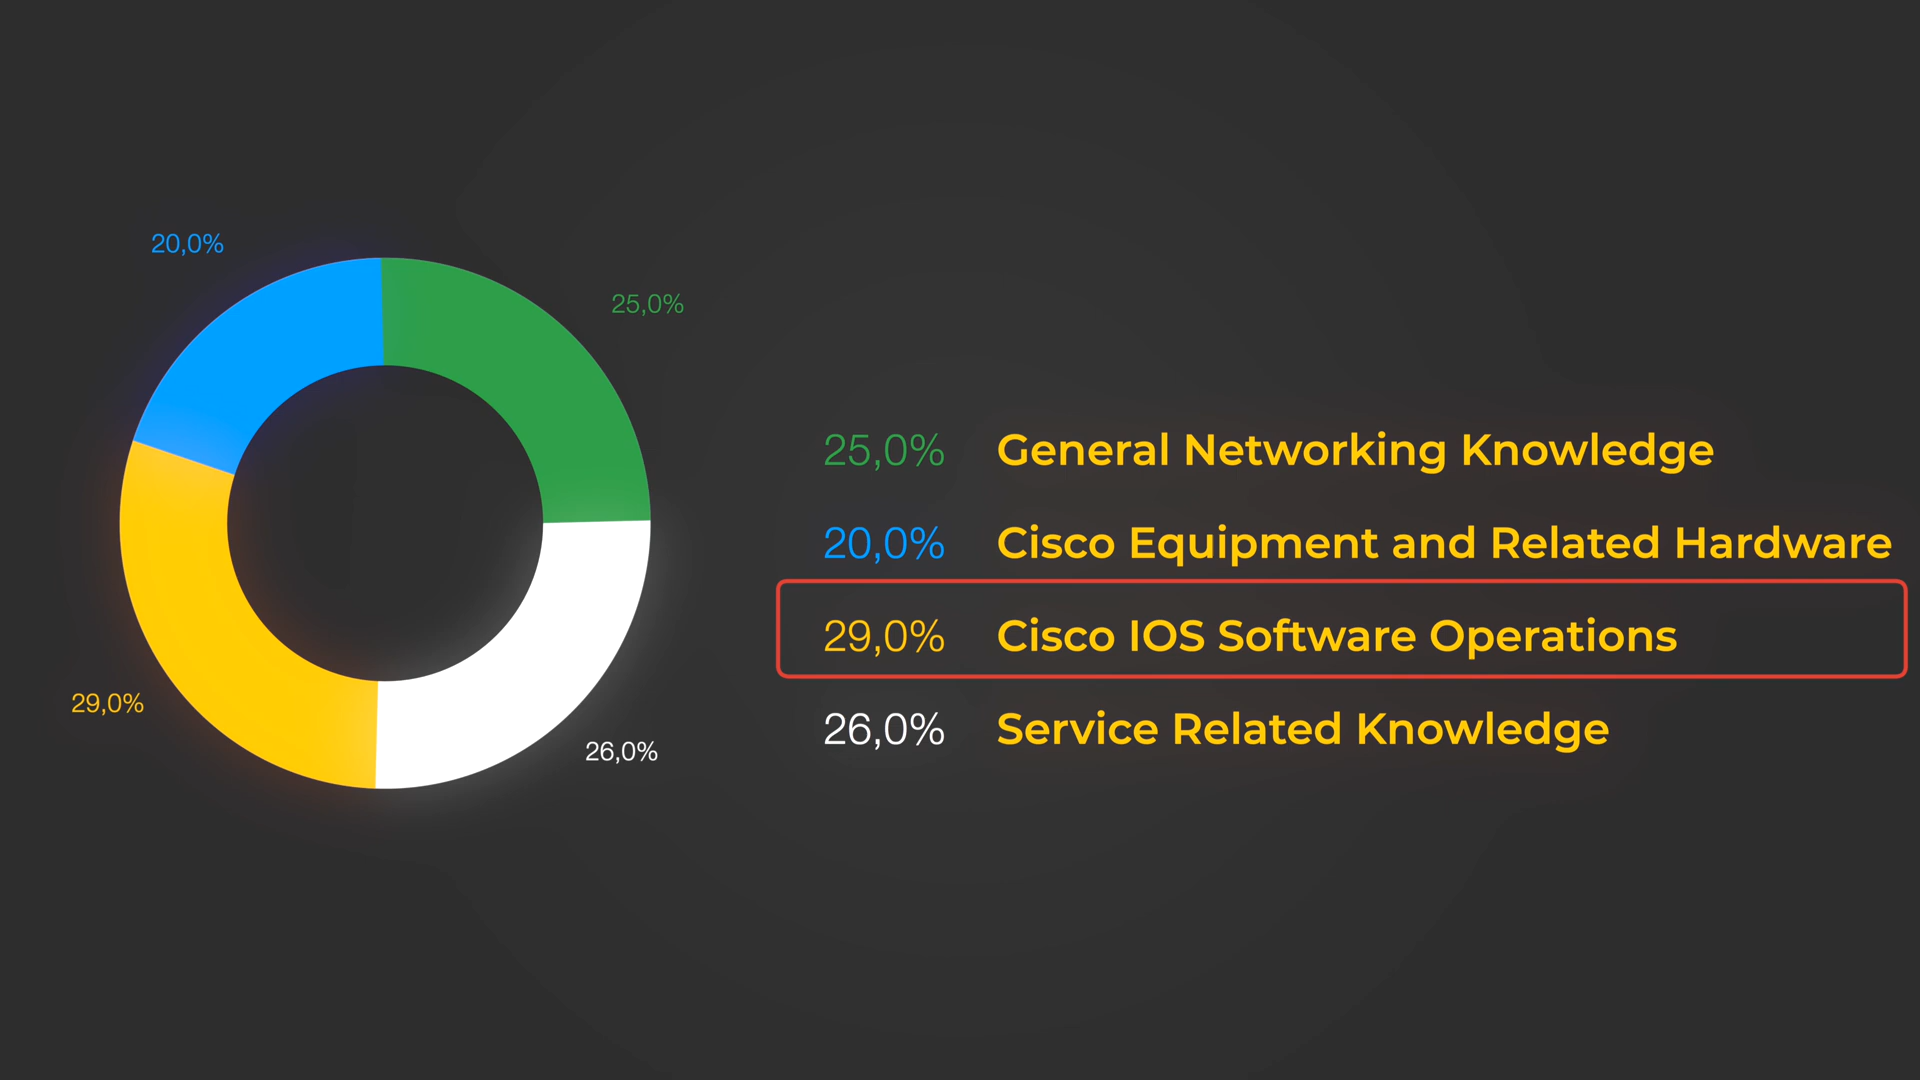 20,0%
25,0%
29,0%
26,0%
25,0% General Networking Knowledge
20,0% Cisco Equipment and Related Hardware
29,0% Cisco IOS Software Operations
26,0% Service Related Knowledge